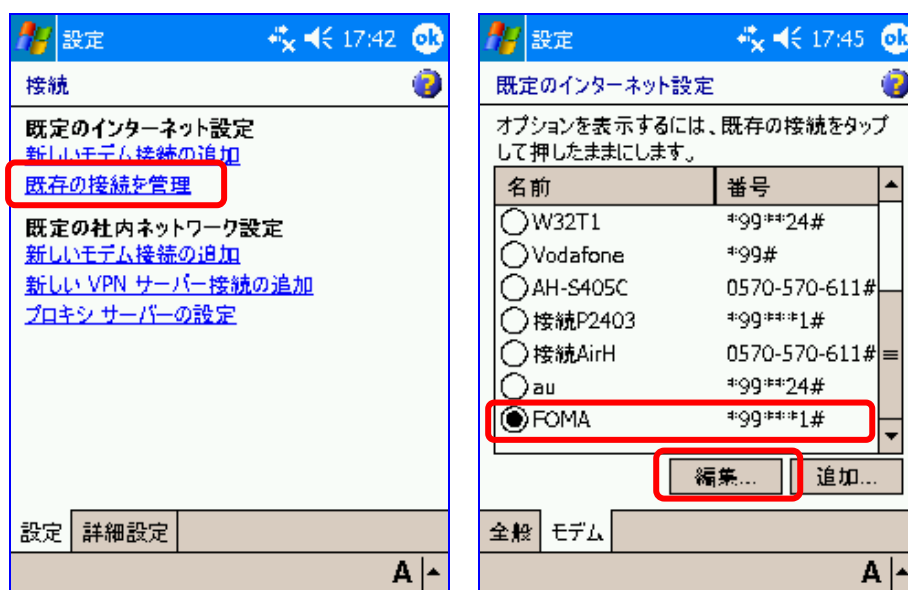 設定 17:42 ok
接続
既定のインターネット設定
新しいモデム接続の追加
既存の接続を管理
既定の社内ネットワーク設定
新しいモデム接続の追加
新しい VPN サーバー接続の追加
プロキシ サーバーの設定
設定 詳細設定
A
設定 17:45 ok
既定のインターネット設定
オプションを表示するには、既存の接続をタップ
して押したままにします。
名前 番号
W32T1 *99**24#
Vodafone *99#
AH-S405C 0570-570-611#
接続P2403 *99***1#
接続AirH 0570-570-611#
au *99**24#
FOMA *99***1#
編集... 追加...
全般 モデム
A